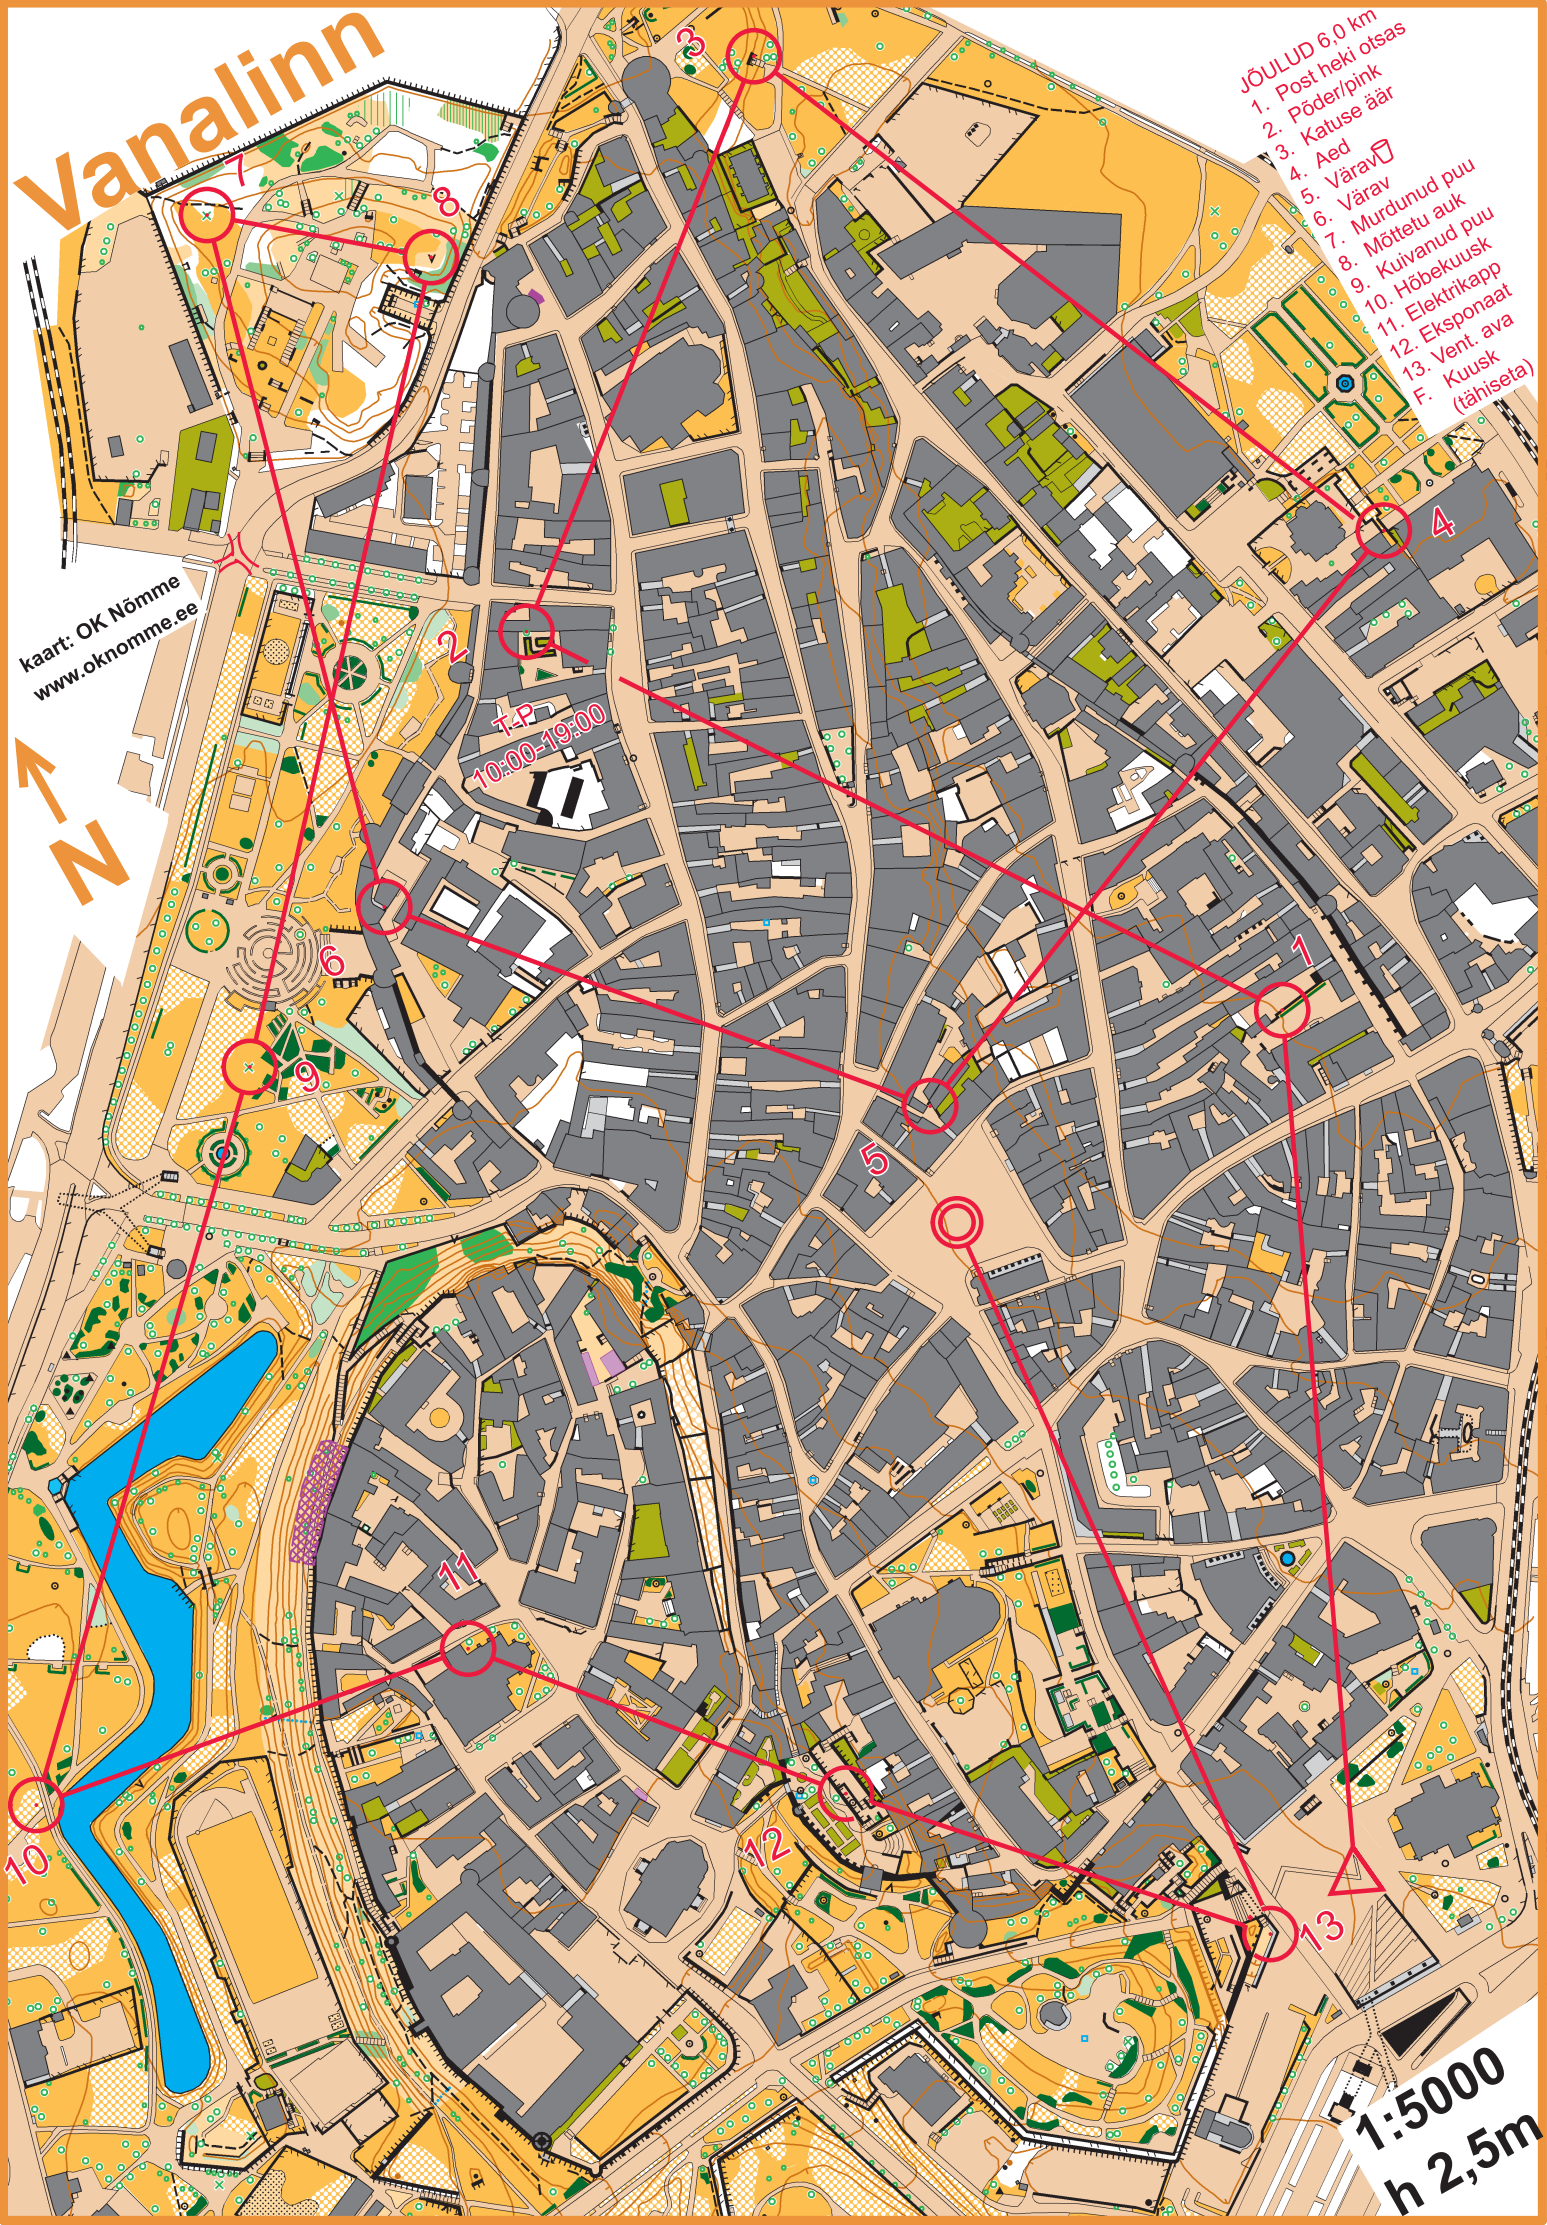 Vanalinn
JÕULUD 6,0 km
1. Post heki otsas
2. Põder/pink
3. Katuse äär
4. Aed
5. Värav
6. Värav
7. Murdunud puu
8. Mõttetu auk
9. Kuivanud puu
10. Hõbekuusk
11. Elektrikapp
12. Eksponaat
13. Vent. ava
F. Kuusk
(tähiseta)
3
7
8
4
kaart: OK Nõmme
www.oknomme.ee
2
T-P
10:00-19:00
N
6
1
9
5
11
10
12
13
1:5000
h 2,5m